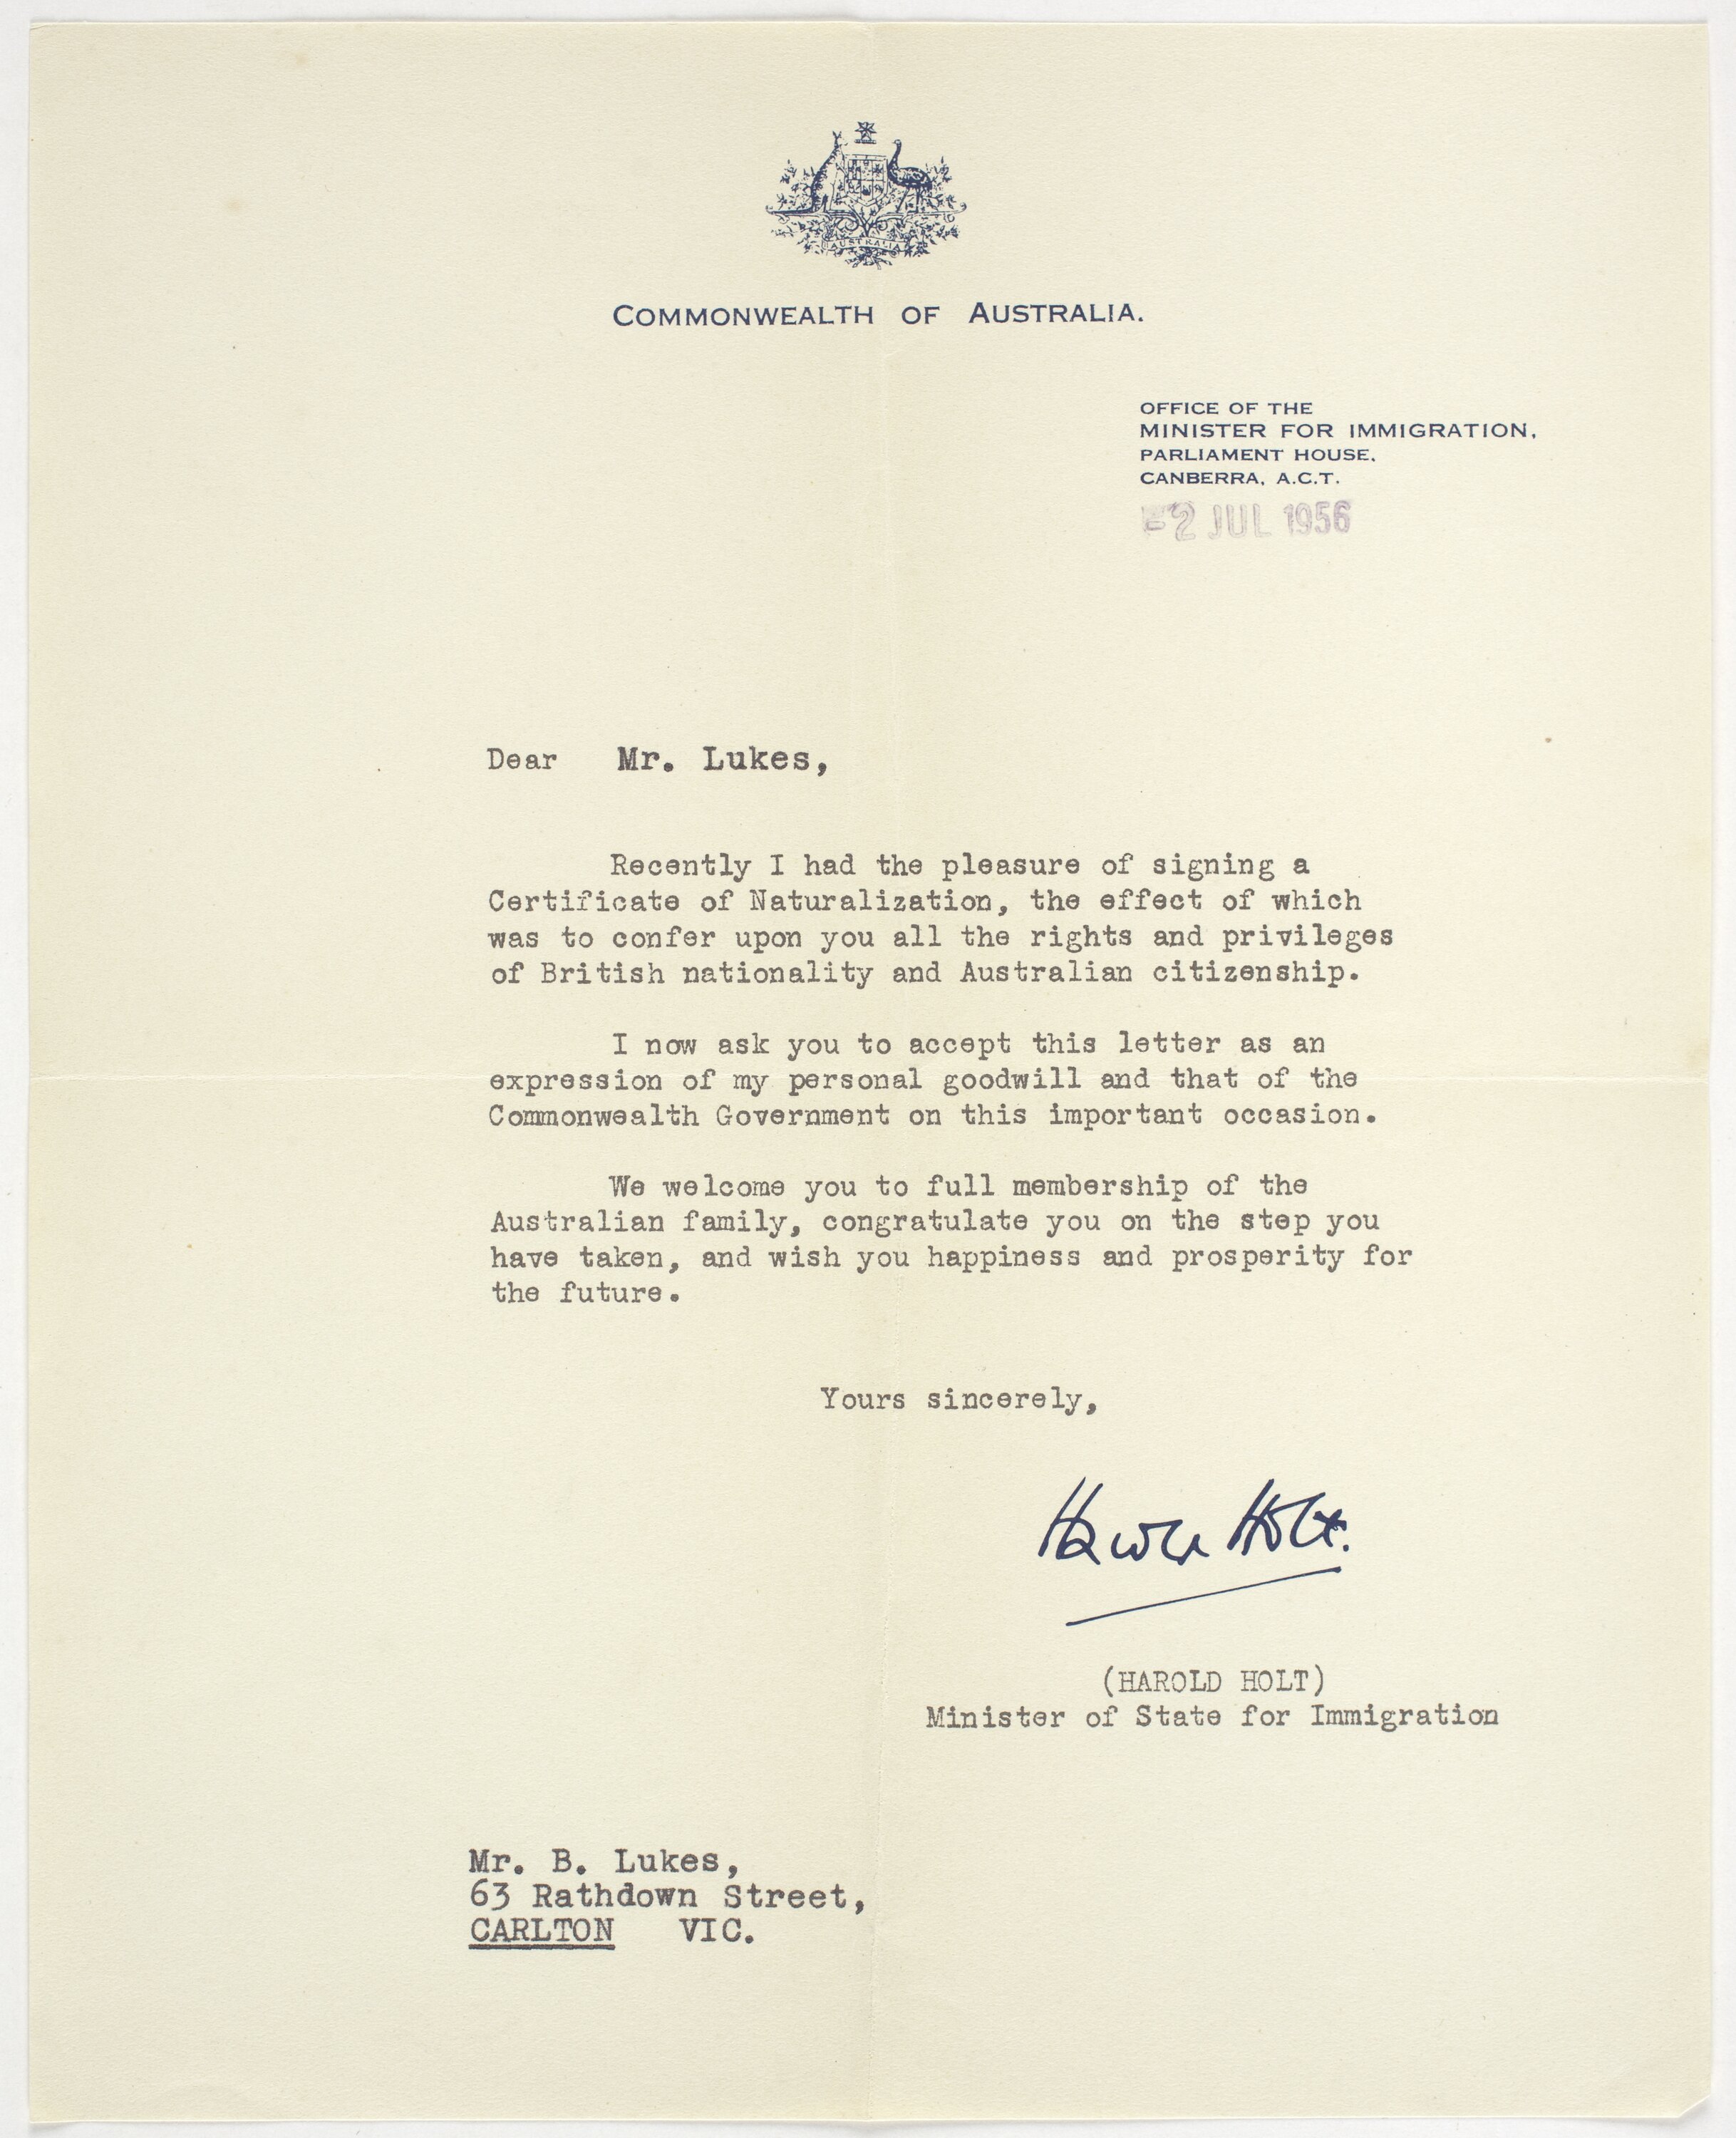 AUSTRALIA
COMMONWEALTH OF AUSTRALIA.
OFFICE OF THE
MINISTER FOR IMMIGRATION,
PARLIAMENT HOUSE,
CANBERRA, A.C.T.
-2 JUL 1956
Dear Mr. Lukes,
Recently I had the pleasure of signing a
Certificate of Naturalization, the effect of which
was to confer upon you all the rights and privileges
of British nationality and Australian citizenship.
I now ask you to accept this letter as an
expression of my personal goodwill and that of the
Commonwealth Government on this important occasion.
We welcome you to full membership of the
Australian family, congratulate you on the step you
have taken, and wish you happiness and prosperity for
the future.
Yours sincerely,
Harold Holt.
(HAROLD HOLT)
Minister of State for Immigration
Mr. B. Lukes,
63 Rathdown Street,
CARLTON VIC.